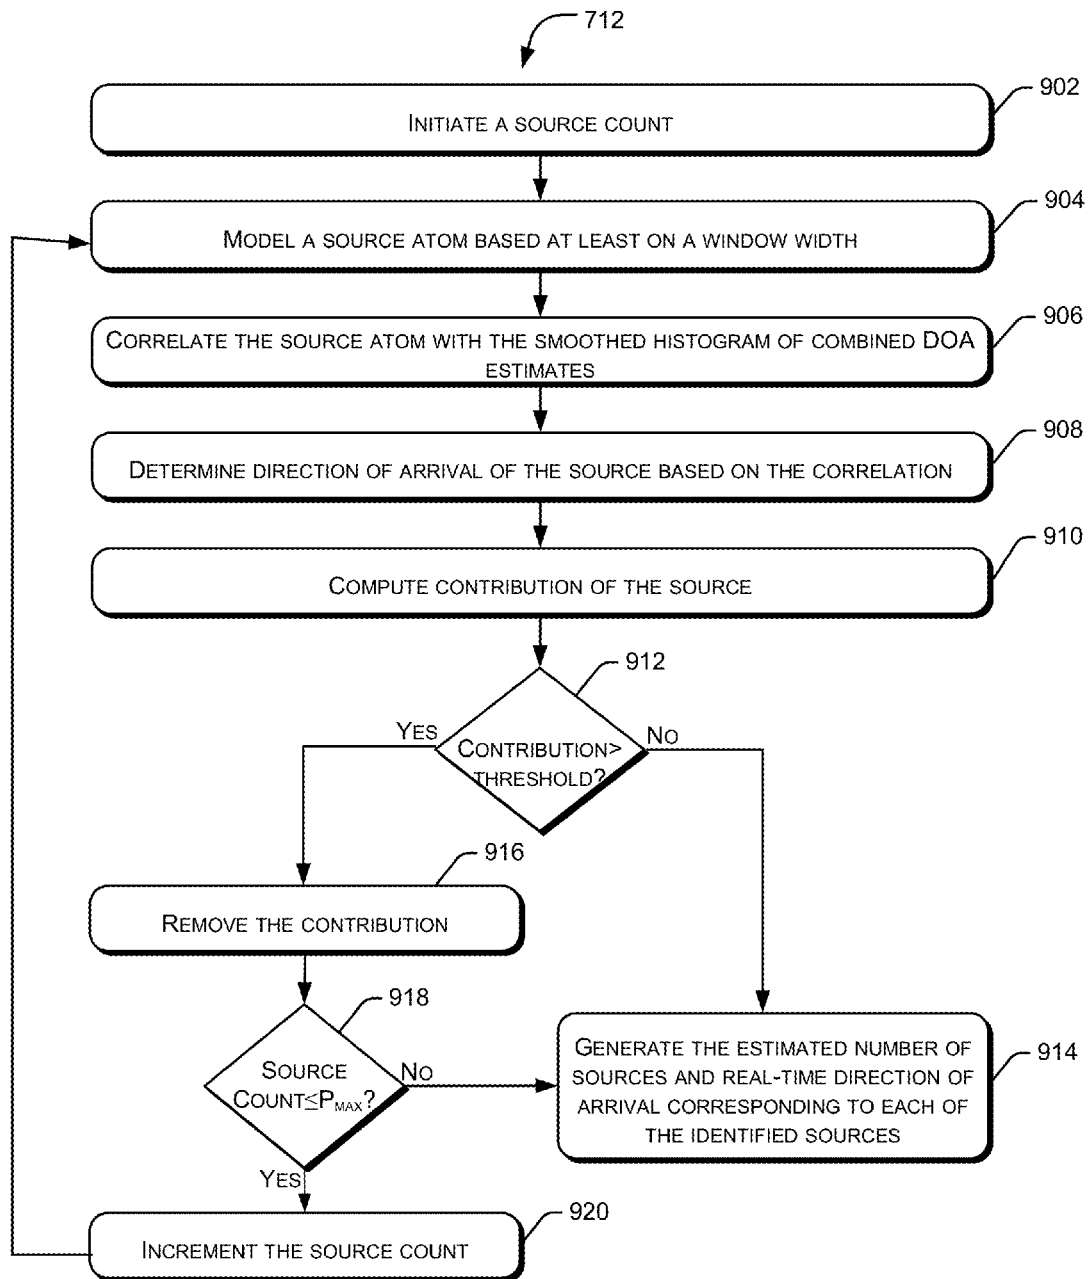 712
902
INITIATE A SOURCE COUNT
904
MODEL A SOURCE ATOM BASED AT LEAST ON A WINDOW WIDTH
906
CORRELATE THE SOURCE ATOM WITH THE SMOOTHED HISTOGRAM OF COMBINED DOA
ESTIMATES
908
DETERMINE DIRECTION OF ARRIVAL OF THE SOURCE BASED ON THE CORRELATION
910
COMPUTE CONTRIBUTION OF THE SOURCE
912
YES
NO
CONTRIBUTION>
THRESHOLD?
916
REMOVE THE CONTRIBUTION
918
SOURCE
COUNT≤PMAX?
NO
YES
914
GENERATE THE ESTIMATED NUMBER OF
SOURCES AND REAL-TIME DIRECTION OF
ARRIVAL CORRESPONDING TO EACH OF
THE IDENTIFIED SOURCES
920
INCREMENT THE SOURCE COUNT